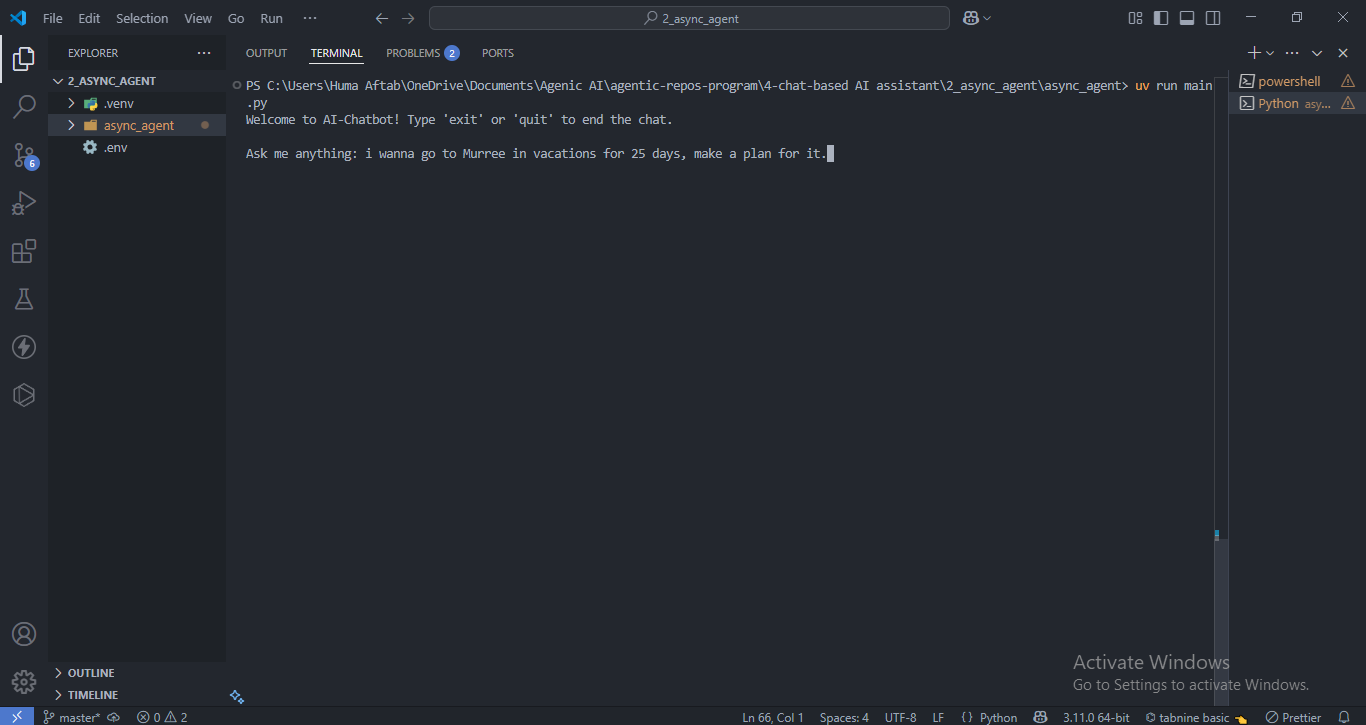 File Edit Selection View Go Run ··· 2_async_agent
EXPLORER ···
2_ASYNC_AGENT
.venv
async_agent
.env
OUTLINE
TIMELINE
6
OUTPUT TERMINAL PROBLEMS 2 PORTS
PS C:\Users\Huma Aftab\OneDrive\Documents\Agenic AI\agentic-repos-program\4-chat-based AI assistant\2_async_agent\async_agent> uv run main
.py
Welcome to AI-Chatbot! Type 'exit' or 'quit' to end the chat.
Ask me anything: i wanna go to Murree in vacations for 25 days, make a plan for it.
powershell
Python asy...
Activate Windows
Go to Settings to activate Windows.
master* 0 2 Ln 66, Col 1 Spaces: 4 UTF-8 LF {} Python 3.11.0 64-bit tabnine basic Prettier